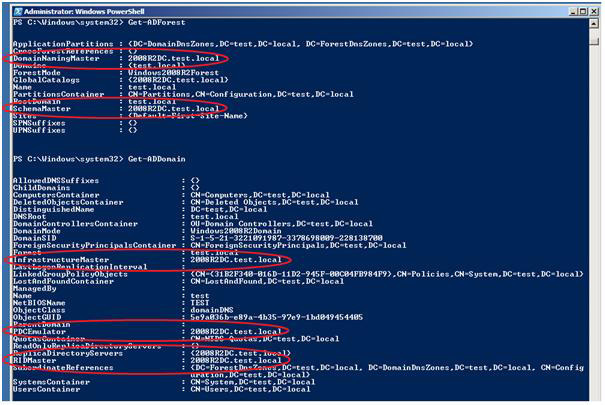 Administrator: Windows PowerShell
PS C:\Windows\system32> Get-ADForest
ApplicationPartitions : {DC=DomainDnsZones,DC=test,DC=local, DC=ForestDnsZones,DC=test,DC=local}
CrossForestReferences : {}
DomainNamingMaster : 2008R2DC.test.local
Domains : {test.local}
ForestMode : Windows2008R2Forest
GlobalCatalogs : {2008R2DC.test.local}
Name : test.local
PartitionsContainer : CN=Partitions,CN=Configuration,DC=test,DC=local
RootDomain : test.local
SchemaMaster : 2008R2DC.test.local
Sites : {Default-First-Site-Name}
SPNSuffixes : {}
UPNSuffixes : {}
PS C:\Windows\system32> Get-ADDomain
AllowedDNSSuffixes : {}
ChildDomains : {}
ComputersContainer : CN=Computers,DC=test,DC=local
DeletedObjectsContainer : CN=Deleted Objects,DC=test,DC=local
DistinguishedName : DC=test,DC=local
DNSRoot : test.local
DomainControllersContainer : OU=Domain Controllers,DC=test,DC=local
DomainMode : Windows2008R2Domain
DomainSID : S-1-5-21-3221091987-3778698009-228138700
ForeignSecurityPrincipalsContainer : CN=ForeignSecurityPrincipals,DC=test,DC=local
Forest : test.local
InfrastructureMaster : 2008R2DC.test.local
LastLogonReplicationInterval :
LinkedGroupPolicyObjects : {CN={31B2F340-016D-11D2-945F-00C04FB984F9},CN=Policies,CN=System,DC=test,DC=local}
LostAndFoundContainer : CN=LostAndFound,DC=test,DC=local
ManagedBy :
Name : test
NetBIOSName : TEST
ObjectClass : domainDNS
ObjectGUID : 5e9a036b-e89a-4b35-97e9-1bd049454405
ParentDomain :
PDCEmulator : 2008R2DC.test.local
QuotasContainer : CN=NTDS Quotas,DC=test,DC=local
ReadOnlyReplicaDirectoryServers : {}
ReplicaDirectoryServers : {2008R2DC.test.local}
RIDMaster : 2008R2DC.test.local
SubordinateReferences : {DC=ForestDnsZones,DC=test,DC=local, DC=DomainDnsZones,DC=test,DC=local, CN=Config
uration,DC=test,DC=local}
SystemsContainer : CN=System,DC=test,DC=local
UsersContainer : CN=Users,DC=test,DC=local